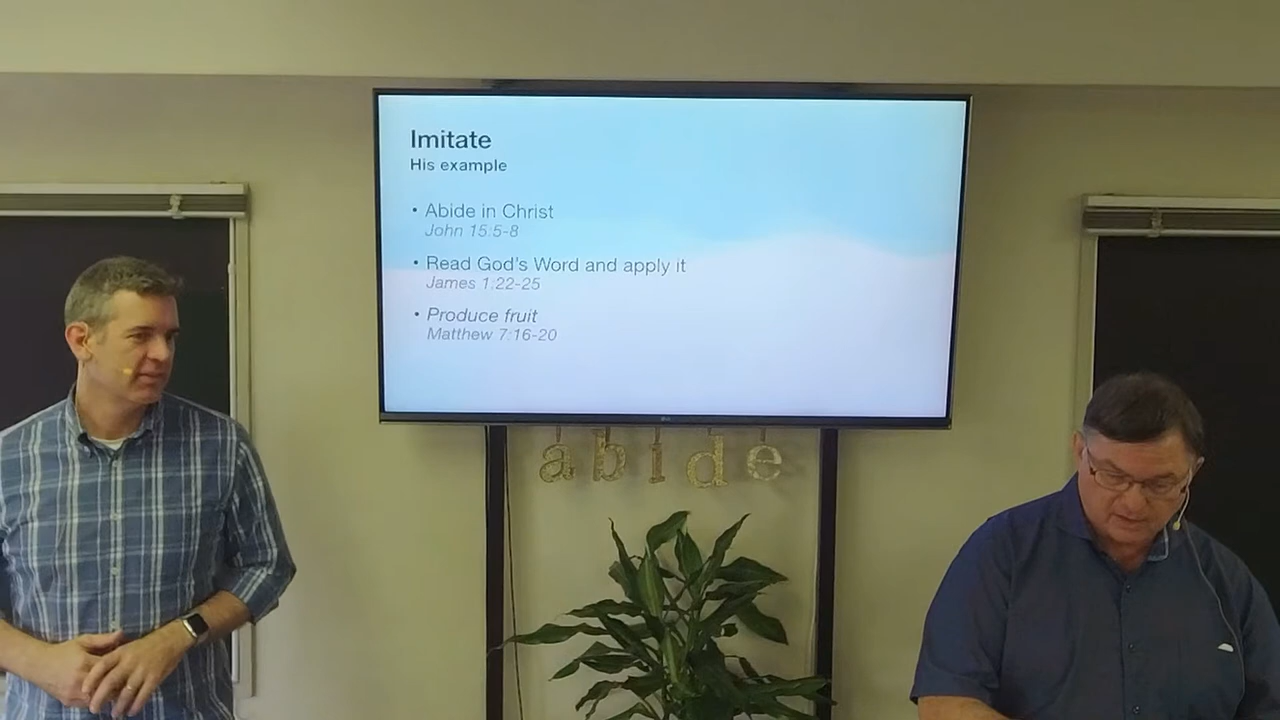 Imitate
His example
• Abide in Christ
John 15:5-8
• Read God's Word and apply it
James 1:22-25
• Produce fruit
Matthew 7:16-20
abide